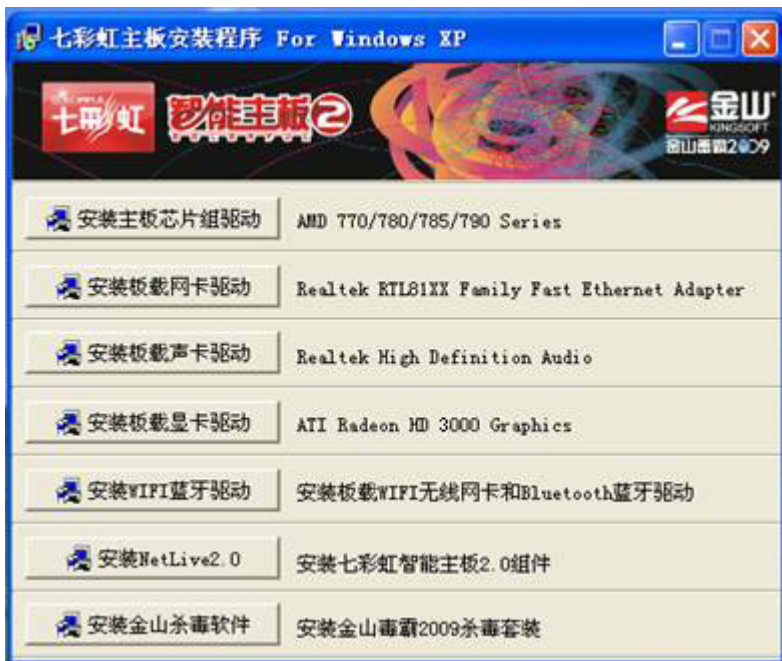 七彩虹主板安装程序 For Windows XP
七彩虹
智能主板2
金山
KINGSOFT
金山毒霸2009
安装主板芯片组驱动 AMD 770/780/785/790 Series
安装板载网卡驱动 Realtek RTL81XX Family Fast Ethernet Adapter
安装板载声卡驱动 Realtek High Definition Audio
安装板载显卡驱动 ATI Radeon HD 3000 Graphics
安装WIFI蓝牙驱动 安装板载WIFI无线网卡和Bluetooth蓝牙驱动
安装NetLive2.0 安装七彩虹智能主板2.0组件
安装金山杀毒软件 安装金山毒霸2009杀毒套装